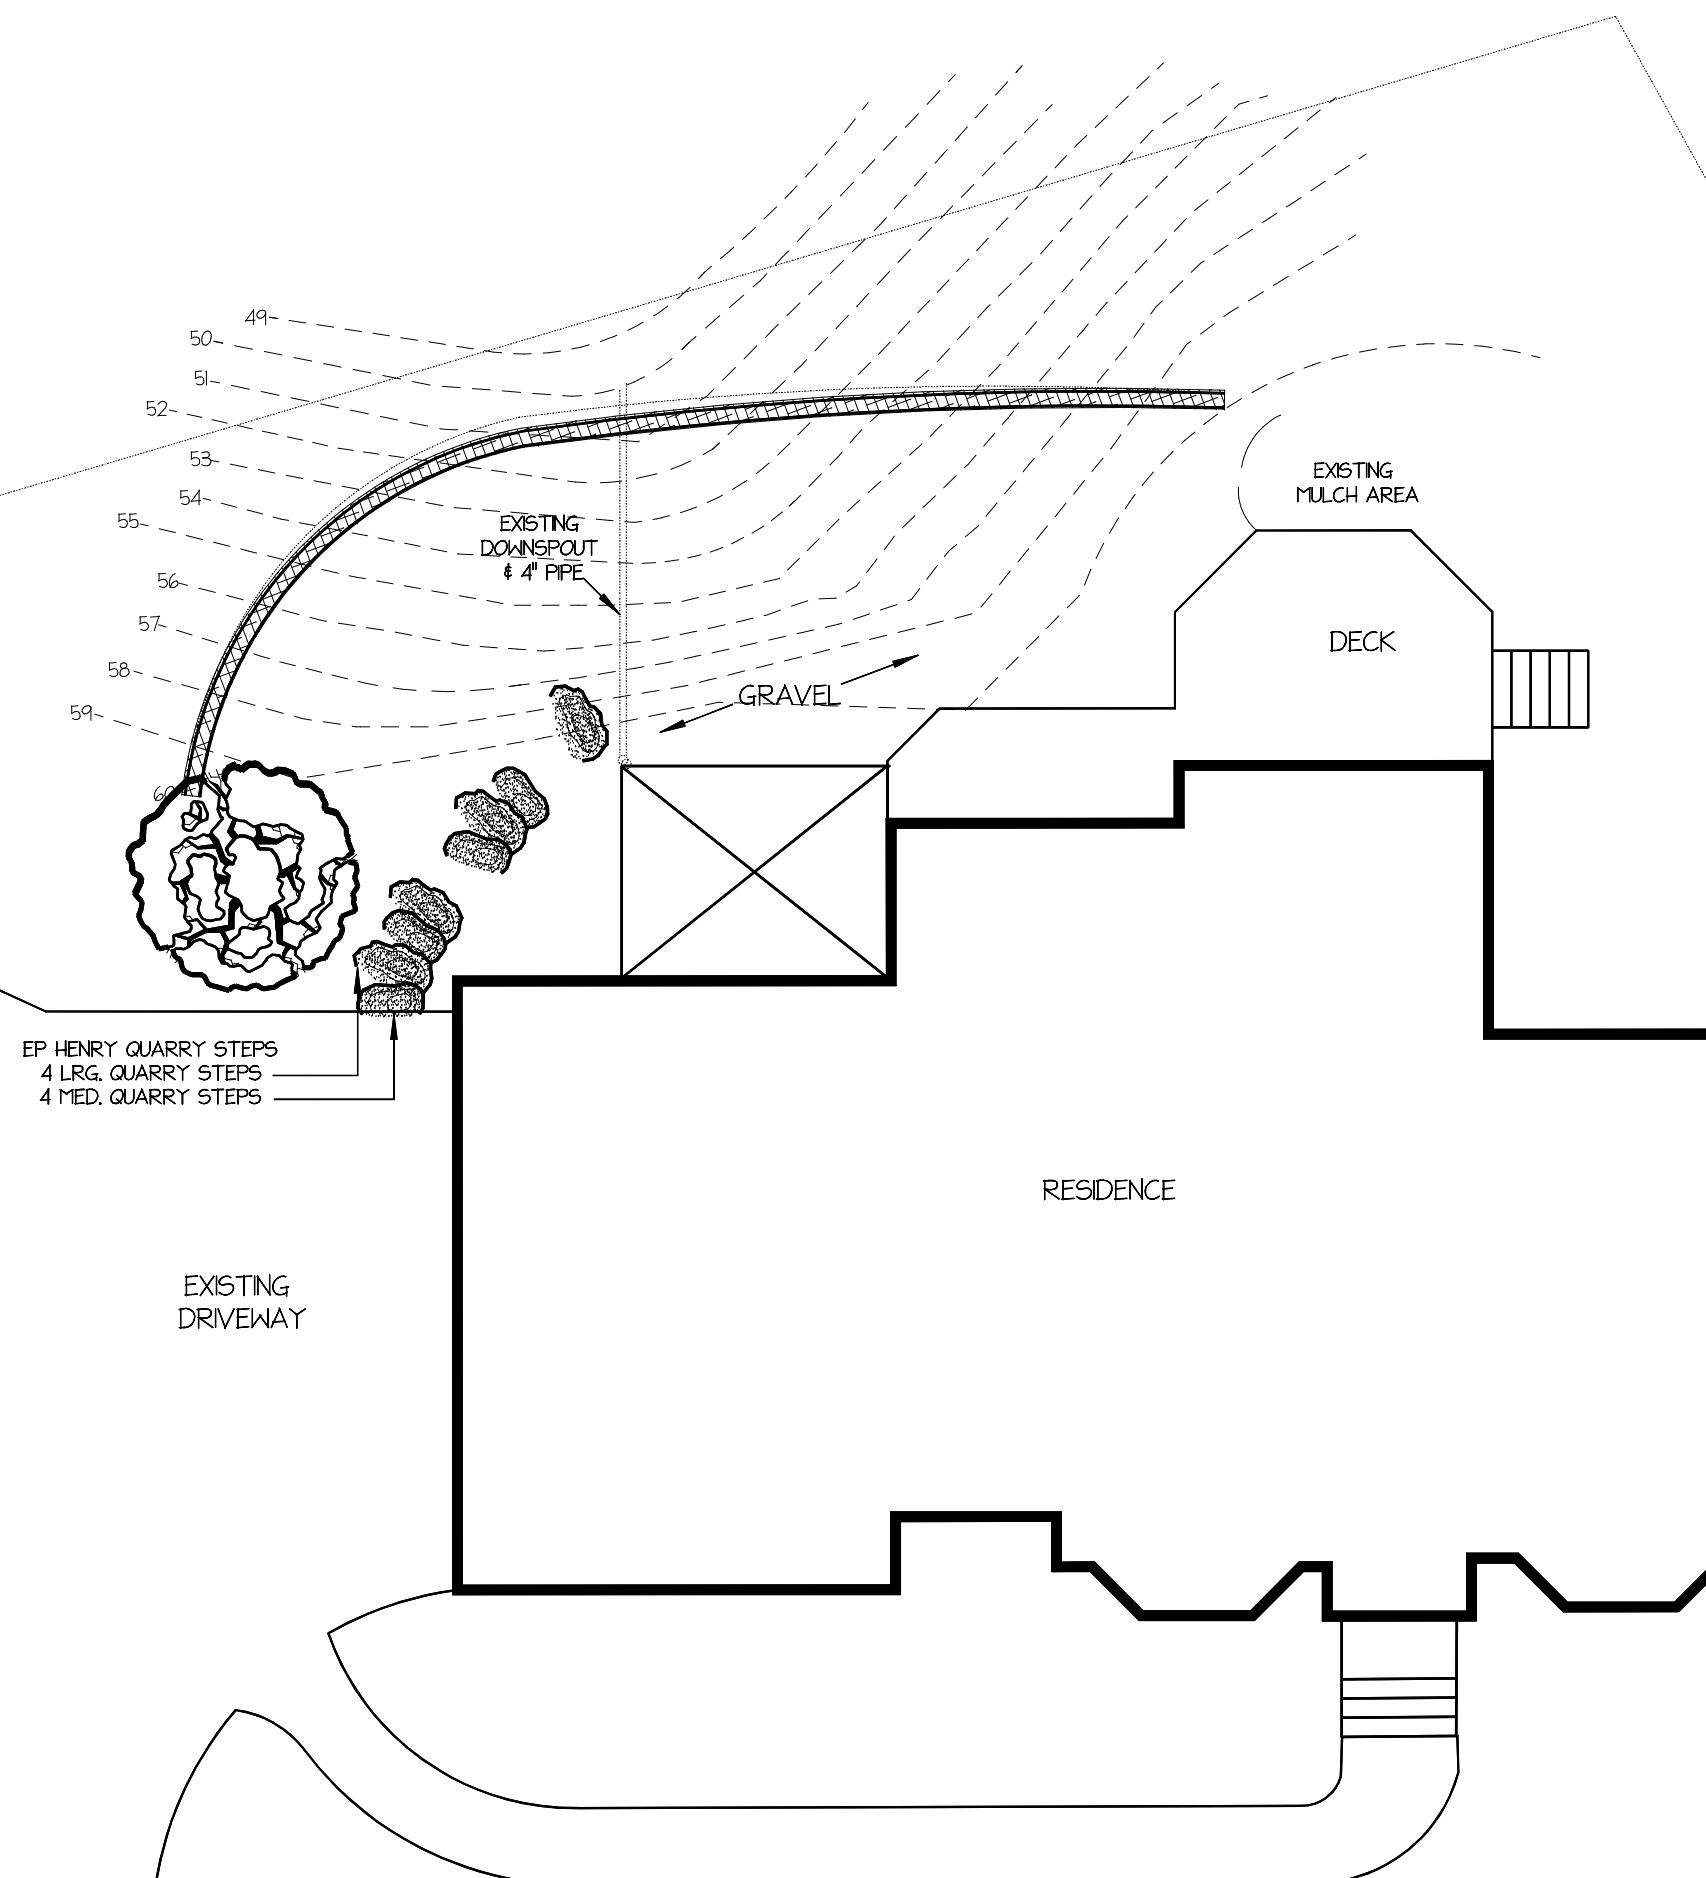 49
50
51
52
53
54
55
56
57
58
59
60
EXISTING
DOWNSPOUT
¢ 4" PIPE
EXISTING
MULCH AREA
DECK
GRAVEL
EP HENRY QUARRY STEPS
4 LRG. QUARRY STEPS
4 MED. QUARRY STEPS
RESIDENCE
EXISTING
DRIVEWAY